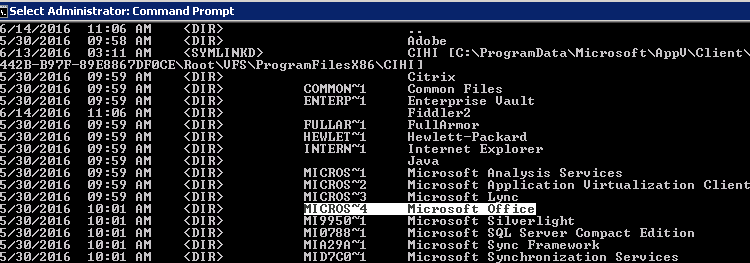 Select Administrator: Command Prompt
6/14/2016 11:06 AM <DIR> ..
5/30/2016 09:58 AM <DIR> Adobe
6/13/2016 03:11 AM <SYMLINKD> CIHI [C:\ProgramData\Microsoft\AppV\Client\
442B-B97F-89E8867DF0CE\Root\VFS\ProgramFilesX86\CIHI]
5/30/2016 09:59 AM <DIR> Citrix
5/30/2016 09:59 AM <DIR> COMMON~1 Common Files
5/30/2016 09:59 AM <DIR> ENTERP~1 Enterprise Vault
6/14/2016 11:06 AM <DIR> Fiddler2
5/30/2016 09:59 AM <DIR> FULLAR~1 FullArmor
5/30/2016 09:59 AM <DIR> HEWLET~1 Hewlett-Packard
5/30/2016 09:59 AM <DIR> INTERN~1 Internet Explorer
5/30/2016 09:59 AM <DIR> Java
5/30/2016 09:59 AM <DIR> MICROS~1 Microsoft Analysis Services
5/30/2016 09:59 AM <DIR> MICROS~2 Microsoft Application Virtualization Client
5/30/2016 09:59 AM <DIR> MICROS~3 Microsoft Lync
5/30/2016 10:01 AM <DIR> MICROS~4 Microsoft Office
5/30/2016 10:01 AM <DIR> MI9950~1 Microsoft Silverlight
5/30/2016 10:01 AM <DIR> MI0788~1 Microsoft SQL Server Compact Edition
5/30/2016 10:01 AM <DIR> MIA29A~1 Microsoft Sync Framework
5/30/2016 10:01 AM <DIR> MID7C0~1 Microsoft Synchronization Services